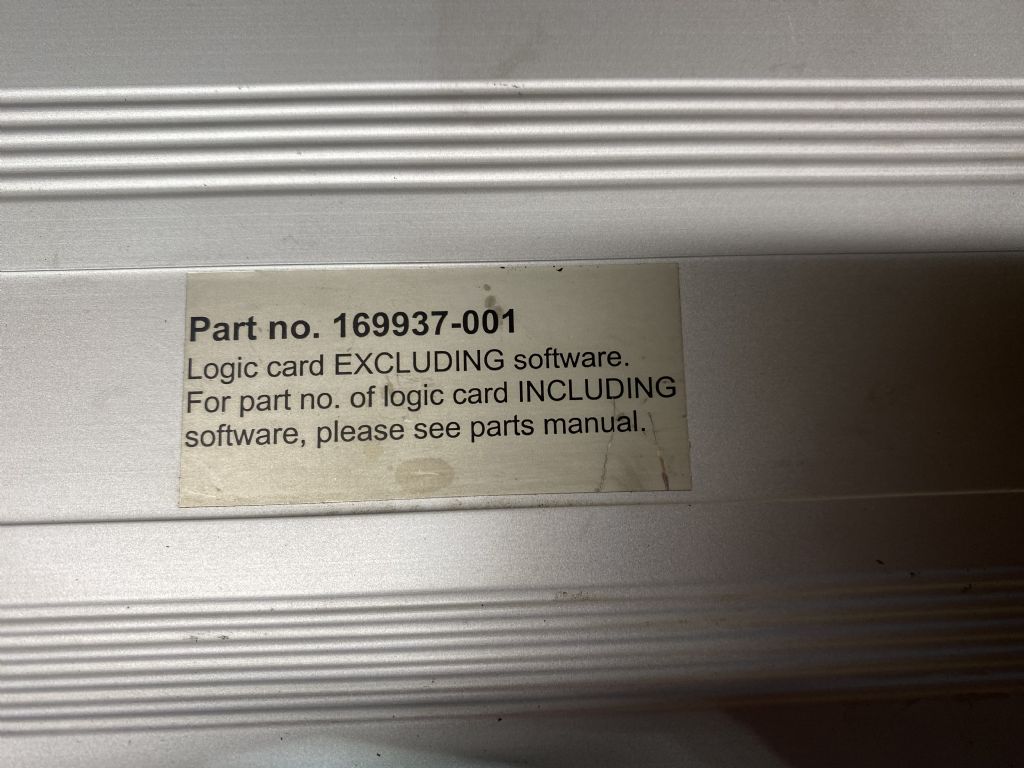 Part no. 169937-001
Logic card EXCLUDING software.
For part no. of logic card INCLUDING
software, please see parts manual.